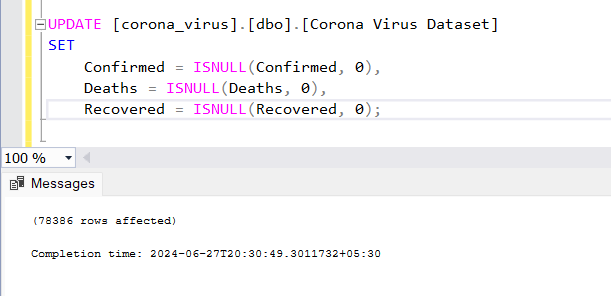 UPDATE [corona_virus].[dbo].[Corona Virus Dataset]
SET
Confirmed = ISNULL(Confirmed, 0),
Deaths = ISNULL(Deaths, 0),
Recovered = ISNULL(Recovered, 0);
100 %
Messages
(78386 rows affected)
Completion time: 2024-06-27T20:30:49.3011732+05:30